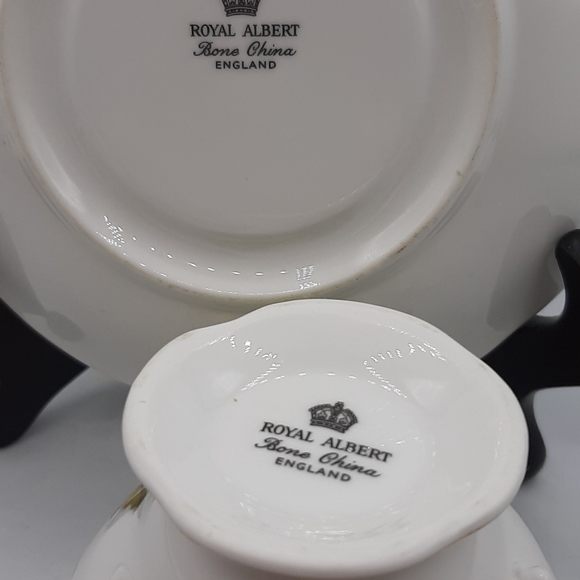 ROYAL ALBERT
Bone China
ENGLAND
ROYAL ALBERT
Bone China
ENGLAND